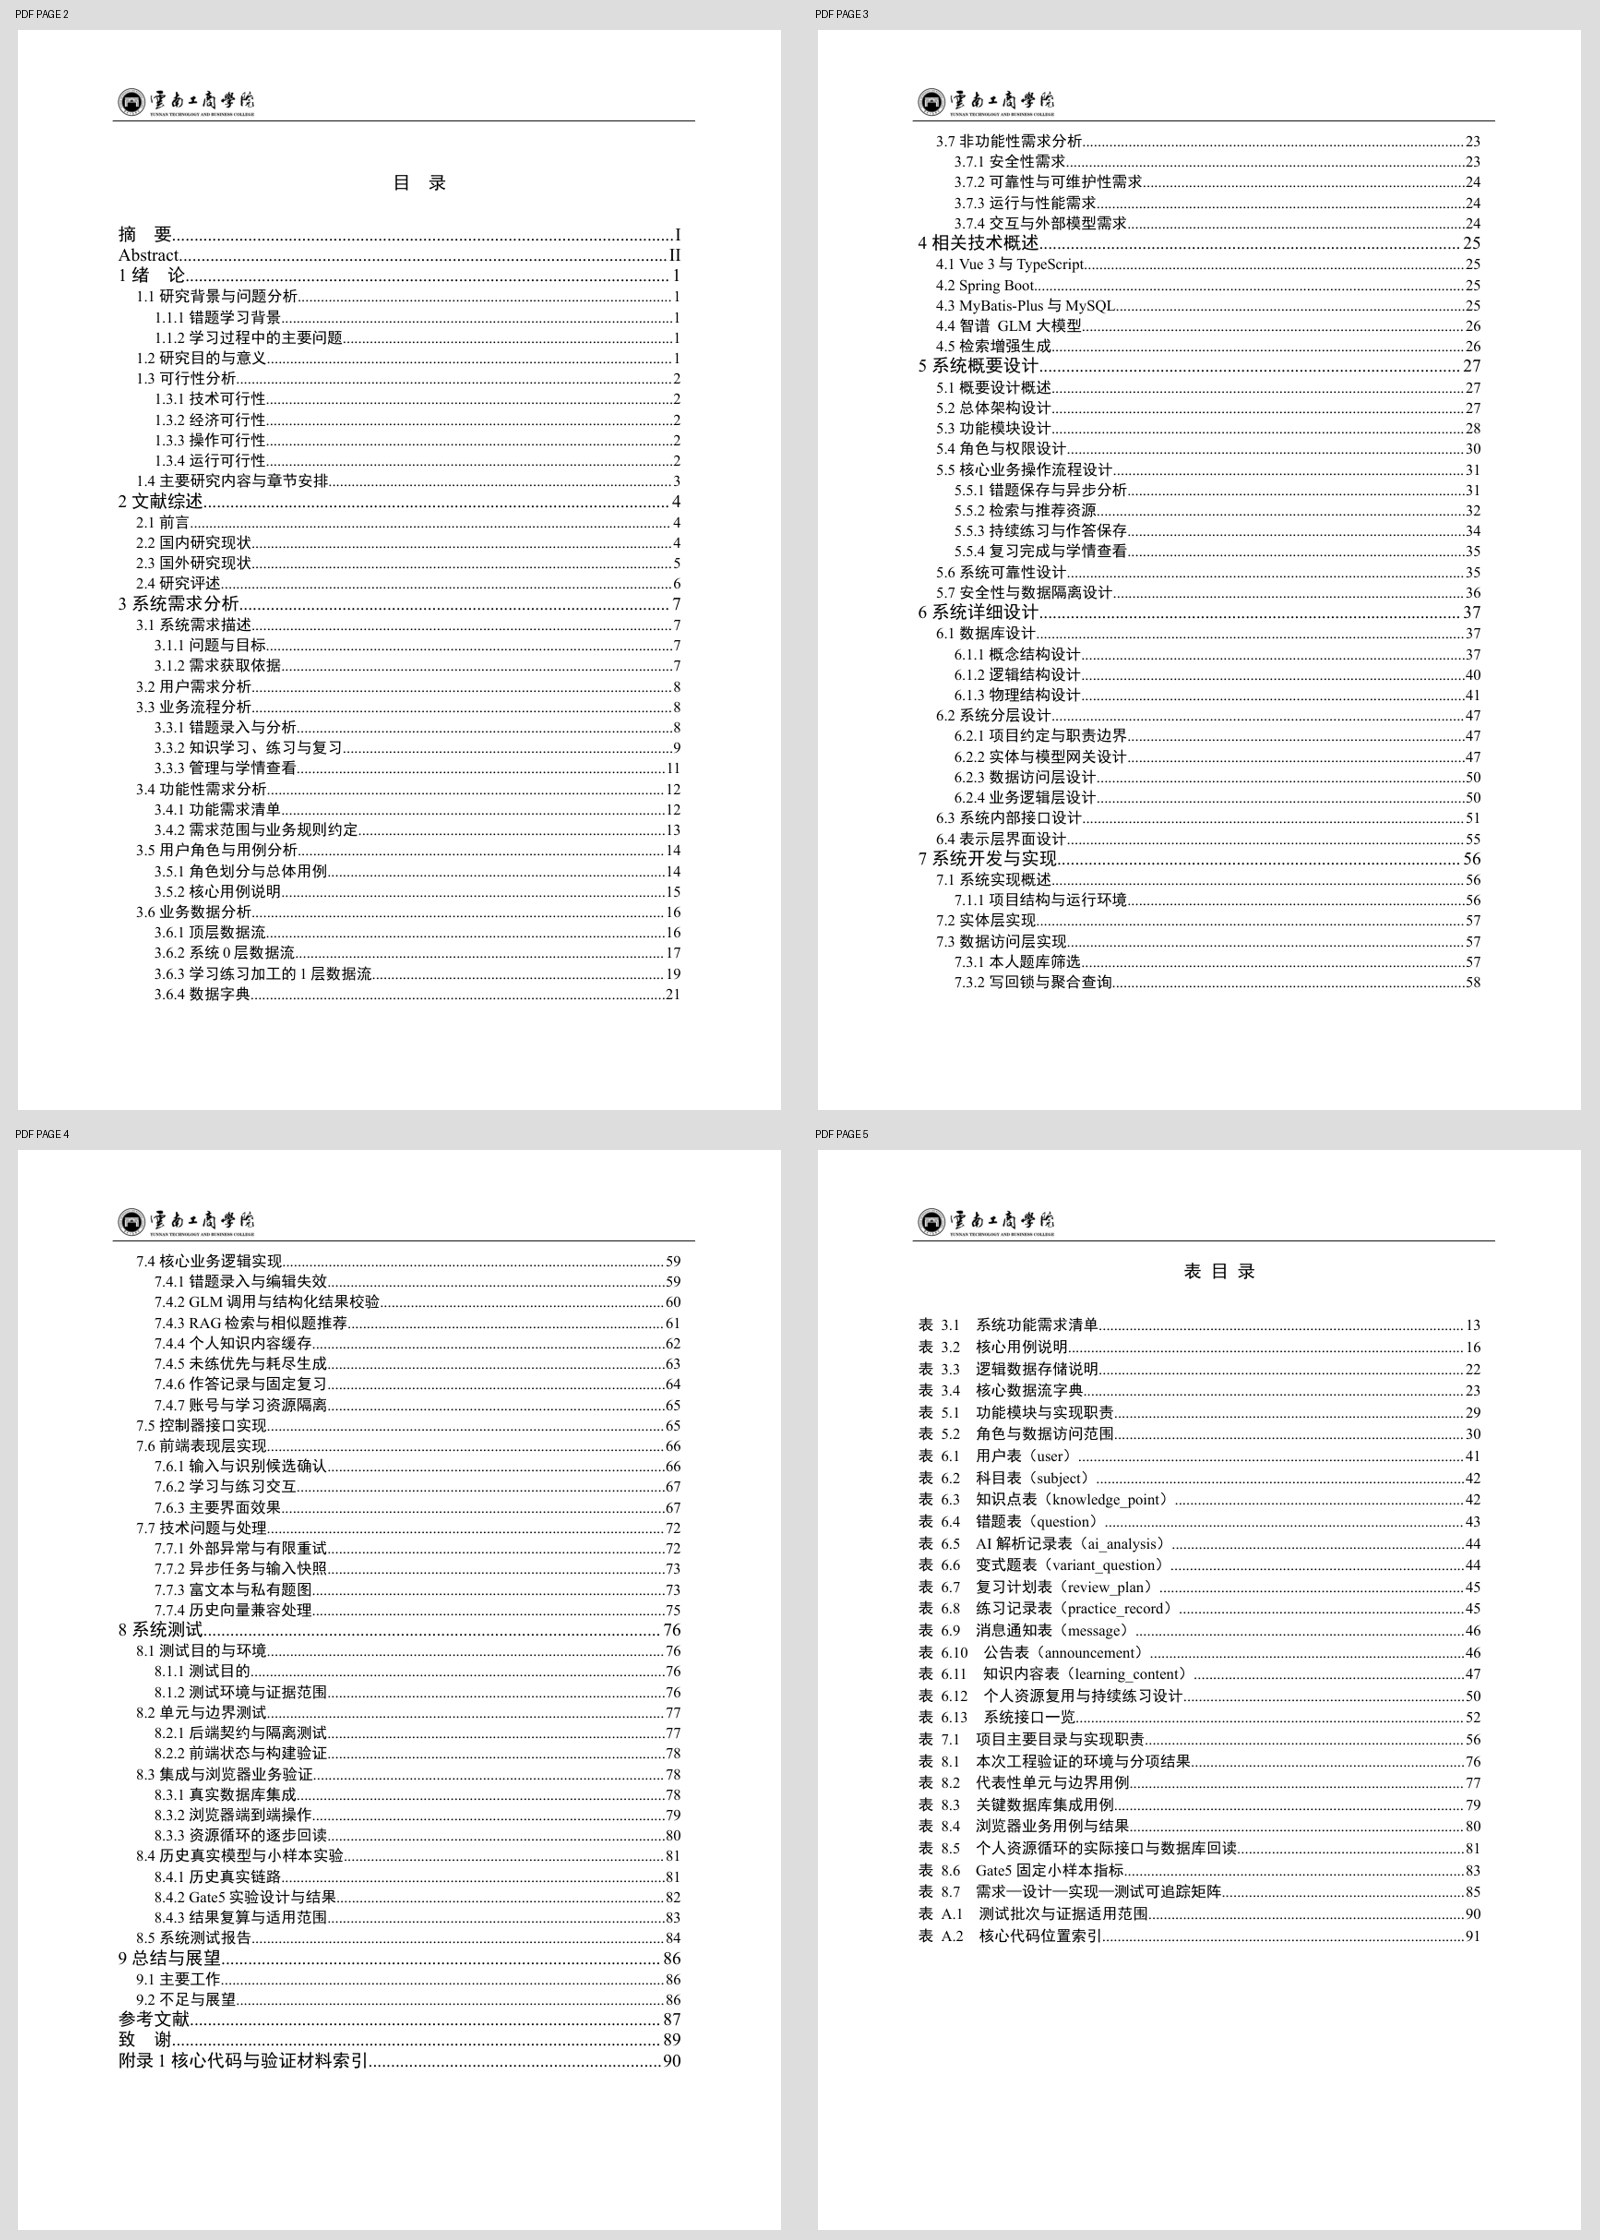 PDF PAGE 2
雲南工商學院
YUNNAN TECHNOLOGY AND BUSINESS COLLEGE
目 录
摘 要 I
Abstract II
1 绪 论 1
1.1 研究背景与问题分析 1
1.1.1 错题学习背景 1
1.1.2 学习过程中的主要问题 1
1.2 研究目的与意义 1
1.3 可行性分析 2
1.3.1 技术可行性 2
1.3.2 经济可行性 2
1.3.3 操作可行性 2
1.3.4 运行可行性 2
1.4 主要研究内容与章节安排 3
2 文献综述 4
2.1 前言 4
2.2 国内研究现状 4
2.3 国外研究现状 5
2.4 研究评述 6
3 系统需求分析 7
3.1 系统需求描述 7
3.1.1 问题与目标 7
3.1.2 需求获取依据 7
3.2 用户需求分析 8
3.3 业务流程分析 8
3.3.1 错题录入与分析 8
3.3.2 知识学习、练习与复习 9
3.3.3 管理与学情查看 11
3.4 功能性需求分析 12
3.4.1 功能需求清单 12
3.4.2 需求范围与业务规则约定 13
3.5 用户角色与用例分析 14
3.5.1 角色划分与总体用例 14
3.5.2 核心用例说明 15
3.6 业务数据分析 16
3.6.1 顶层数据流 16
3.6.2 系统 0 层数据流 17
3.6.3 学习练习加工的 1 层数据流 19
3.6.4 数据字典 21
PDF PAGE 3
雲南工商學院
YUNNAN TECHNOLOGY AND BUSINESS COLLEGE
3.7 非功能性需求分析 23
3.7.1 安全性需求 23
3.7.2 可靠性与可维护性需求 24
3.7.3 运行与性能需求 24
3.7.4 交互与外部模型需求 24
4 相关技术概述 25
4.1 Vue 3 与 TypeScript 25
4.2 Spring Boot 25
4.3 MyBatis-Plus 与 MySQL 25
4.4 智谱 GLM 大模型 26
4.5 检索增强生成 26
5 系统概要设计 27
5.1 概要设计概述 27
5.2 总体架构设计 27
5.3 功能模块设计 28
5.4 角色与权限设计 30
5.5 核心业务操作流程设计 31
5.5.1 错题保存与异步分析 31
5.5.2 检索与推荐资源 32
5.5.3 持续练习与作答保存 34
5.5.4 复习完成与学情查看 35
5.6 系统可靠性设计 35
5.7 安全性与数据隔离设计 36
6 系统详细设计 37
6.1 数据库设计 37
6.1.1 概念结构设计 37
6.1.2 逻辑结构设计 40
6.1.3 物理结构设计 41
6.2 系统分层设计 47
6.2.1 项目约定与职责边界 47
6.2.2 实体与模型网关设计 47
6.2.3 数据访问层设计 50
6.2.4 业务逻辑层设计 50
6.3 系统内部接口设计 51
6.4 表示层界面设计 55
7 系统开发与实现 56
7.1 系统实现概述 56
7.1.1 项目结构与运行环境 56
7.2 实体层实现 57
7.3 数据访问层实现 57
7.3.1 本人题库筛选 57
7.3.2 写回锁与聚合查询 58
PDF PAGE 4
雲南工商學院
YUNNAN TECHNOLOGY AND BUSINESS COLLEGE
7.4 核心业务逻辑实现 59
7.4.1 错题录入与编辑失效 59
7.4.2 GLM 调用与结构化结果校验 60
7.4.3 RAG 检索与相似题推荐 61
7.4.4 个人知识内容缓存 62
7.4.5 未练优先与耗尽生成 63
7.4.6 作答记录与固定复习 64
7.4.7 账号与学习资源隔离 65
7.5 控制器接口实现 65
7.6 前端表现层实现 66
7.6.1 输入与识别候选确认 66
7.6.2 学习与练习交互 67
7.6.3 主要界面效果 67
7.7 技术问题与处理 72
7.7.1 外部异常与有限重试 72
7.7.2 异步任务与输入快照 73
7.7.3 富文本与私有题图 73
7.7.4 历史向量兼容处理 75
8 系统测试 76
8.1 测试目的与环境 76
8.1.1 测试目的 76
8.1.2 测试环境与证据范围 76
8.2 单元与边界测试 77
8.2.1 后端契约与隔离测试 77
8.2.2 前端状态与构建验证 78
8.3 集成与浏览器业务验证 78
8.3.1 真实数据库集成 78
8.3.2 浏览器端到端操作 79
8.3.3 资源循环的逐步回读 80
8.4 历史真实模型与小样本实验 81
8.4.1 历史真实链路 81
8.4.2 Gate5 实验设计与结果 82
8.4.3 结果复算与适用范围 83
8.5 系统测试报告 84
9 总结与展望 86
9.1 主要工作 86
9.2 不足与展望 86
参考文献 87
致 谢 89
附录 1 核心代码与验证材料索引 90
PDF PAGE 5
雲南工商學院
YUNNAN TECHNOLOGY AND BUSINESS COLLEGE
表 目 录
表 3.1 系统功能需求清单 13
表 3.2 核心用例说明 16
表 3.3 逻辑数据存储说明 22
表 3.4 核心数据流字典 23
表 5.1 功能模块与实现职责 29
表 5.2 角色与数据访问范围 30
表 6.1 用户表（user） 41
表 6.2 科目表（subject） 42
表 6.3 知识点表（knowledge_point） 42
表 6.4 错题表（question） 43
表 6.5 AI 解析记录表（ai_analysis） 44
表 6.6 变式题表（variant_question） 44
表 6.7 复习计划表（review_plan） 45
表 6.8 练习记录表（practice_record） 45
表 6.9 消息通知表（message） 46
表 6.10 公告表（announcement） 46
表 6.11 知识内容表（learning_content） 47
表 6.12 个人资源复用与持续练习设计 50
表 6.13 系统接口一览 52
表 7.1 项目主要目录与实现职责 56
表 8.1 本次工程验证的环境与分项结果 76
表 8.2 代表性单元与边界用例 77
表 8.3 关键数据库集成用例 79
表 8.4 浏览器业务用例与结果 80
表 8.5 个人资源循环的实际接口与数据库回读 81
表 8.6 Gate5 固定小样本指标 83
表 8.7 需求—设计—实现—测试可追踪矩阵 85
表 A.1 测试批次与证据适用范围 90
表 A.2 核心代码位置索引 91